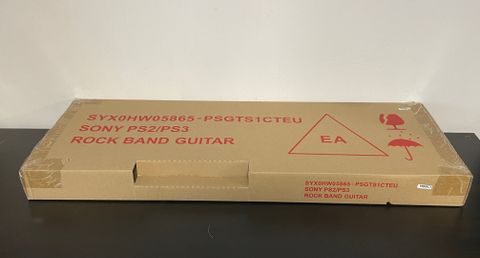 SYX0HW05865-PSGTS1CTEU
SONY PS2/PS3
ROCK BAND GUITAR
EA
SYX0HW05865-PSGTS1CTEU
SONY PS2/PS3
ROCK BAND GUITAR